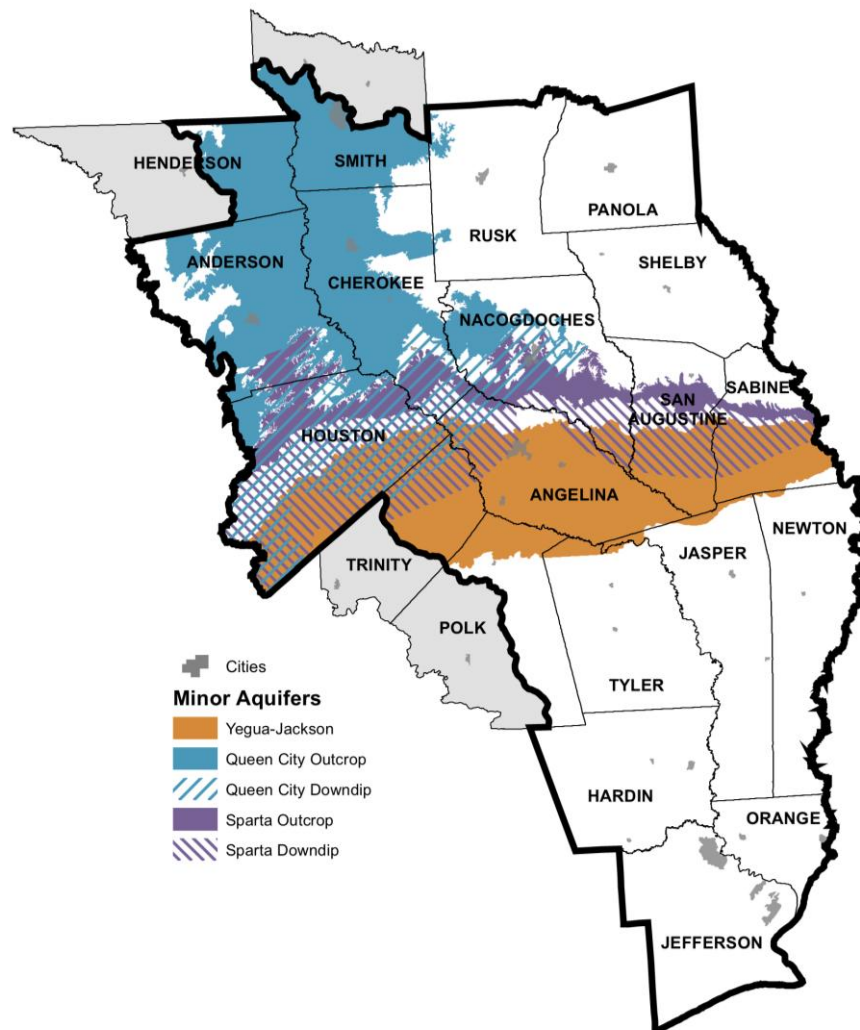 HENDERSON
SMITH
RUSK
PANOLA
ANDERSON
CHEROKEE
SHELBY
NACOGDOCHES
SABINE
SAN
AUGUSTINE
HOUSTON
ANGELINA
NEWTON
JASPER
TRINITY
POLK
TYLER
HARDIN
ORANGE
JEFFERSON
Cities
Minor Aquifers
Yegua-Jackson
Queen City Outcrop
Queen City Downdip
Sparta Outcrop
Sparta Downdip